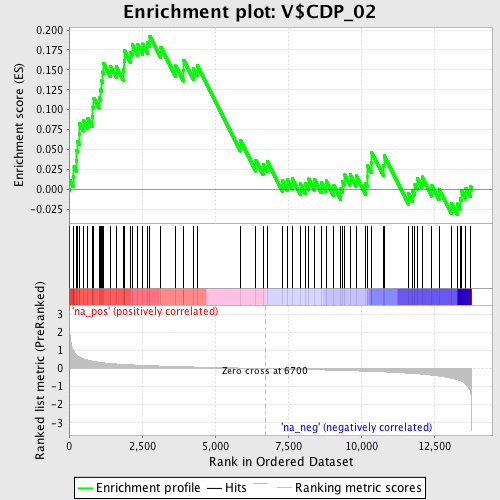 Enrichment plot: V$CDP_02
Enrichment score (ES)
0.200
0.175
0.150
0.125
0.100
0.075
0.050
0.025
0.000
-0.025
Ranked list metric (PreRanked)
'na_pos' (positively correlated)
3
2
1
0
-1
-2
-3
Zero cross at 6700
'na_neg' (negatively correlated)
0
2,500
5,000
7,500
10,000
12,500
Rank in Ordered Dataset
Enrichment profile
Hits
Ranking metric scores